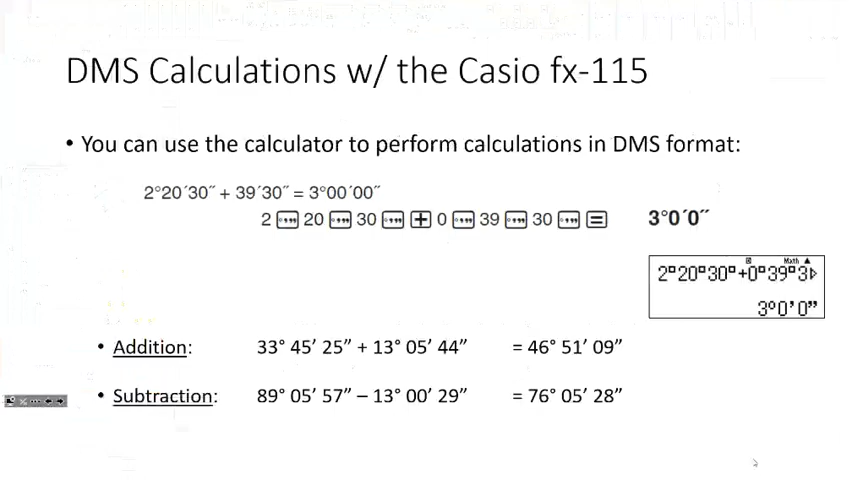 DMS Calculations w/ the Casio fx-115
• You can use the calculator to perform calculations in DMS format:
2°20´30˝ + 39´30˝ = 3°00´00˝
2 °’” 20 °’” 30 °’” + 0 °’” 39 °’” 30 °’” = 3°0´0˝
Math ▲
2°20°30°+0°39°3▷
3°0’0”
• Addition: 33° 45’ 25” + 13° 05’ 44” = 46° 51’ 09”
• Subtraction: 89° 05’ 57” – 13° 00’ 29” = 76° 05’ 28”